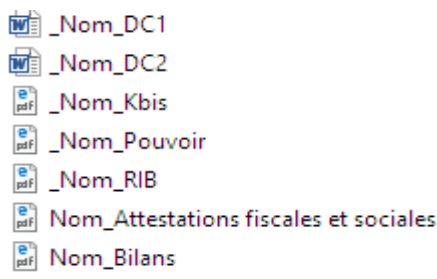 _Nom_DC1
_Nom_DC2
_Nom_Kbis
_Nom_Pouvoir
_Nom_RIB
Nom_Attestations fiscales et sociales
Nom_Bilans